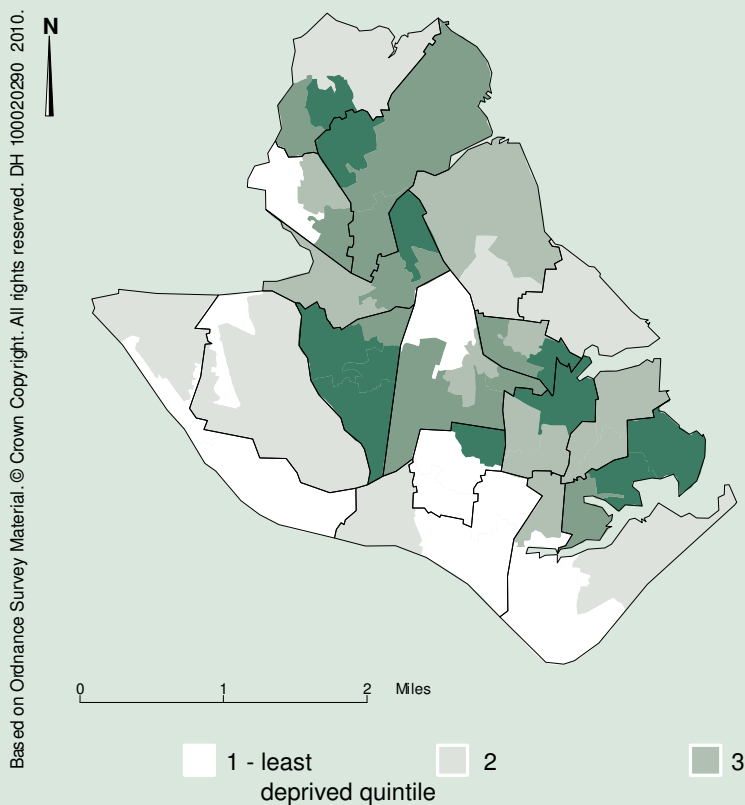 Based on Ordnance Survey Material. © Crown Copyright. All rights reserved. DH 100020290 2010.
N
0 1 2 Miles
1 - least
deprived quintile
2
3